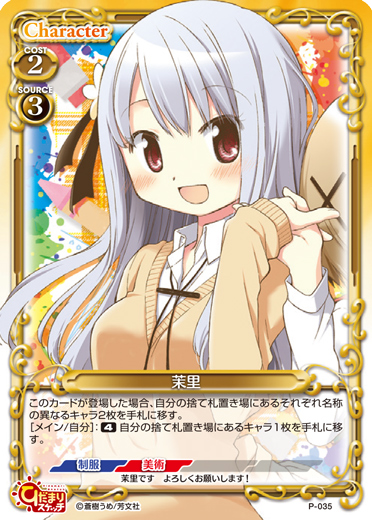 Character
COST
2
SOURCE
3
茉里
このカードが登場した場合、自分の捨て札置き場にあるそれぞれ名称
の異なるキャラ2枚を手札に移す。
[メイン/自分]: 4 自分の捨て札置き場にあるキャラ1枚を手札に移
す。
制服 美術
茉里です よろしくお願いします!
ひだまり
スケッチ
©蒼樹うめ/芳文社
P-035